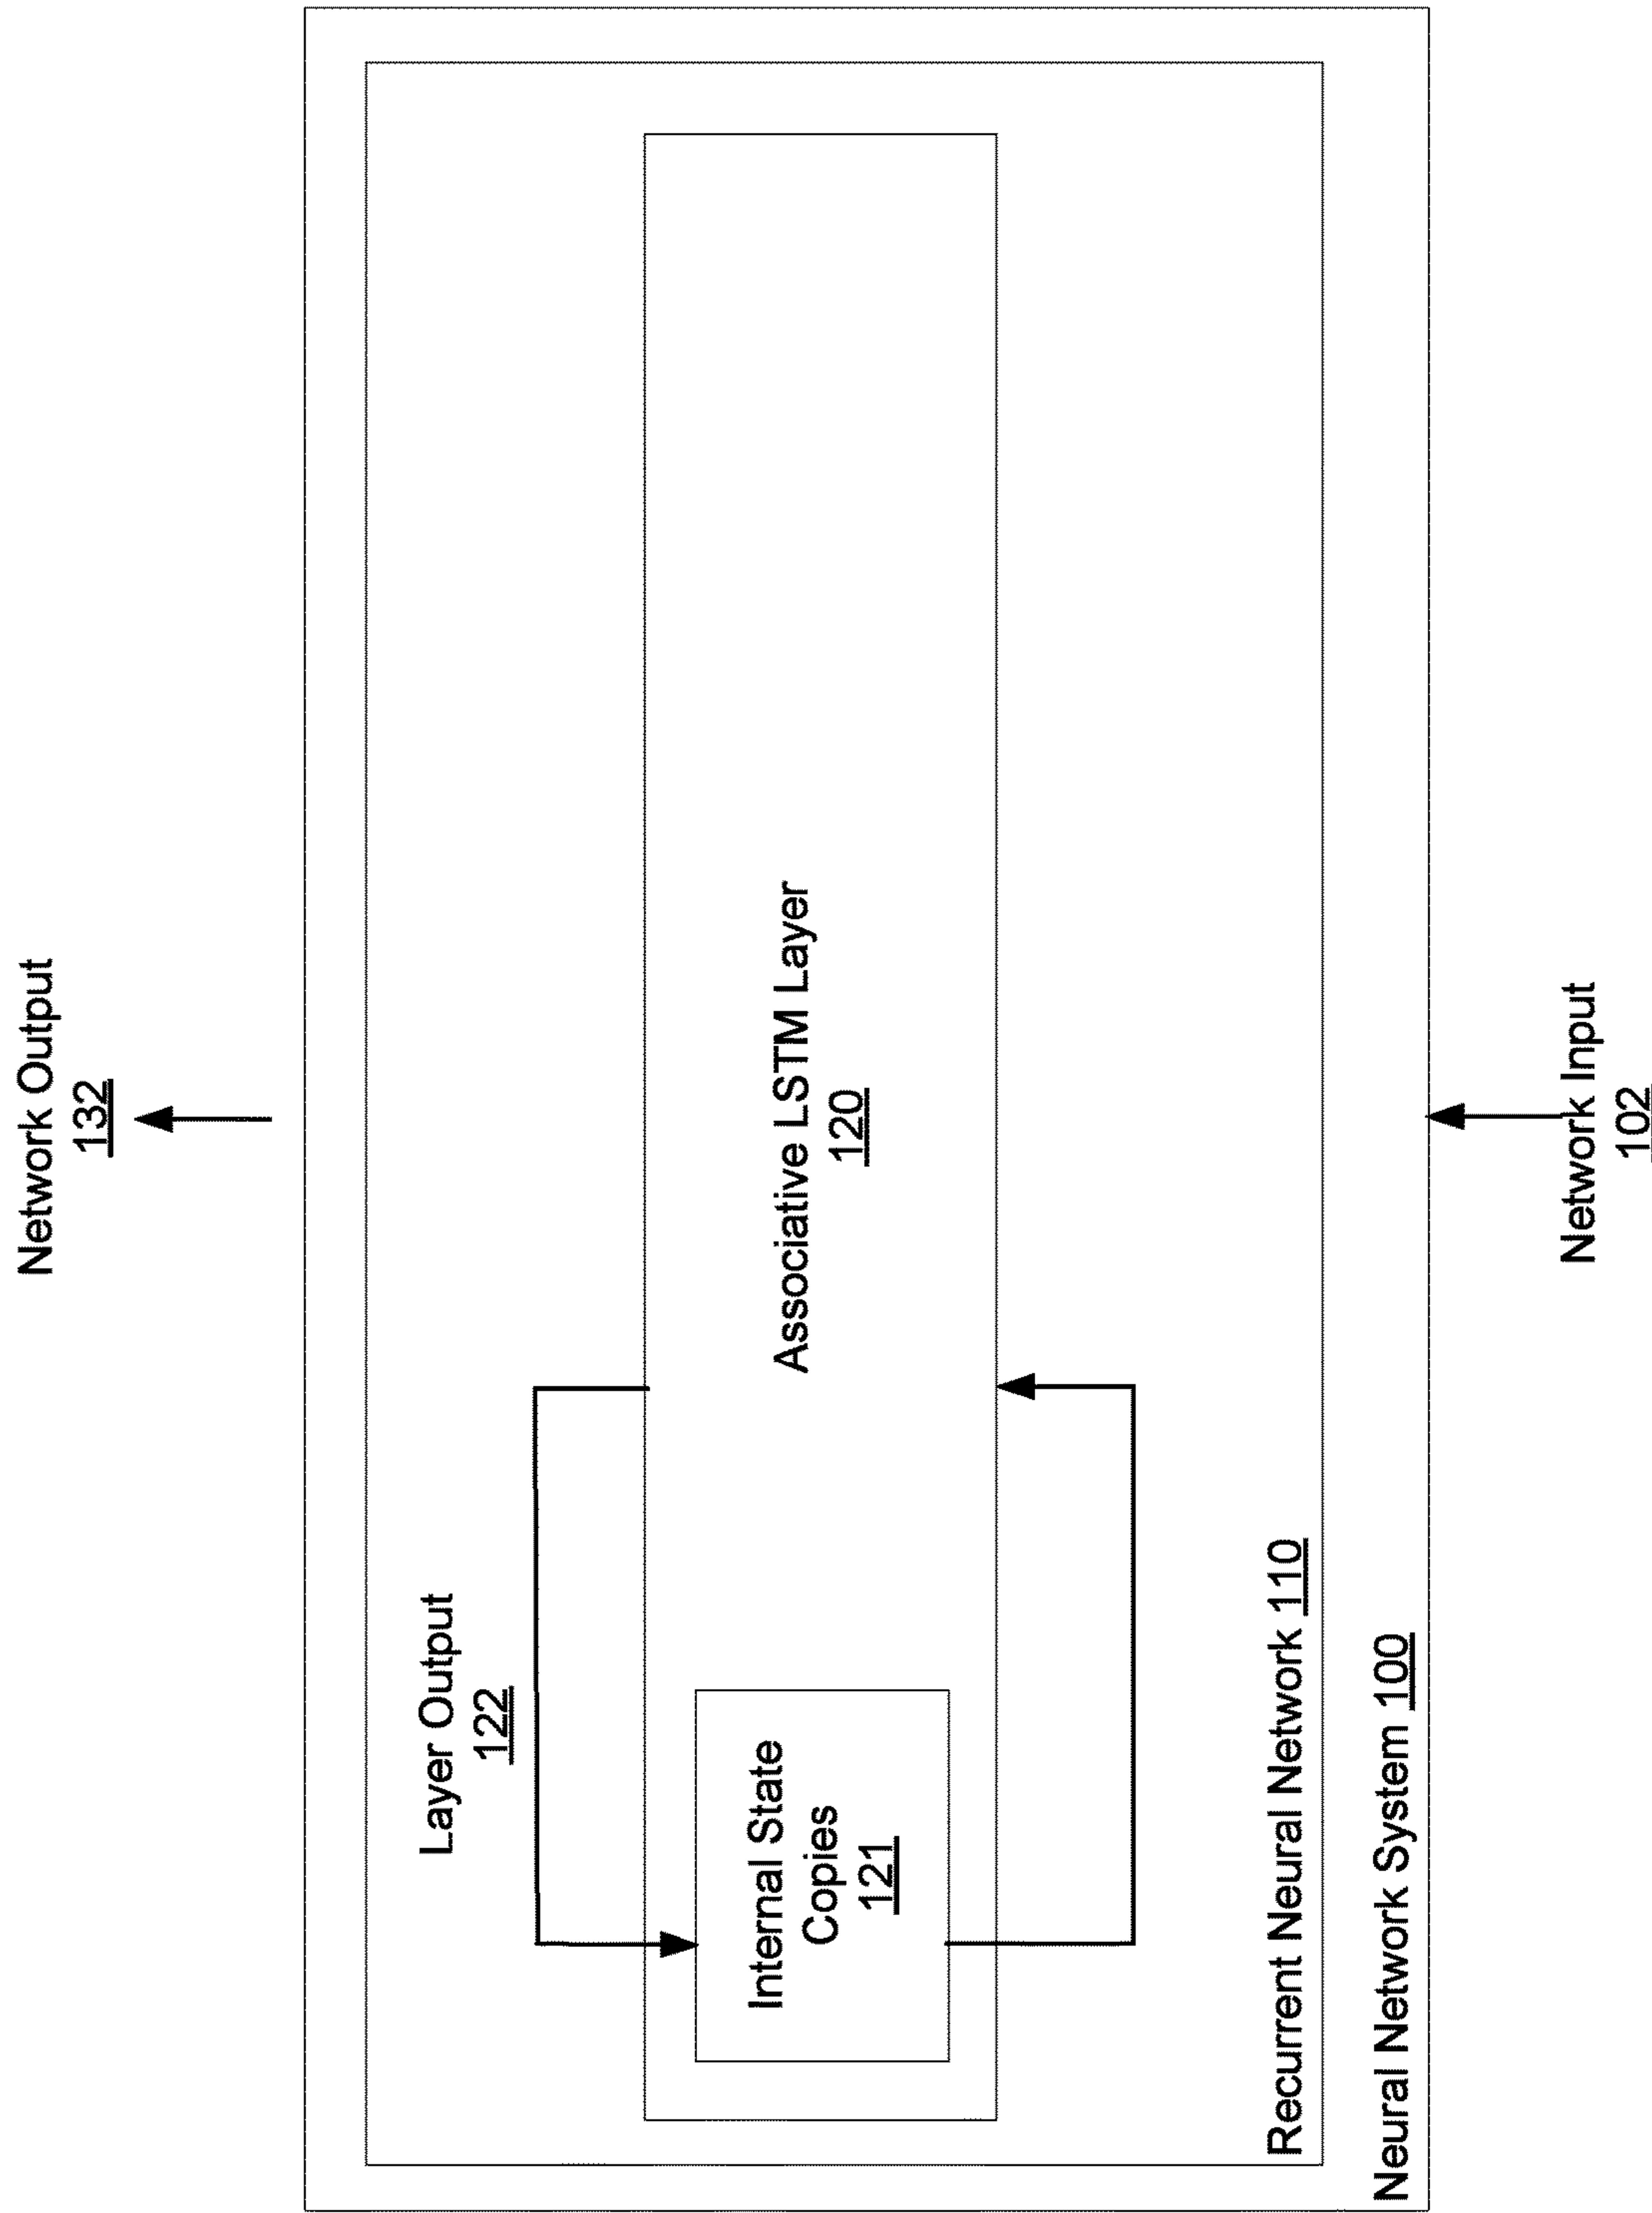 Network Output
132
Layer Output
122
Internal State
Copies
121
Associative LSTM Layer
120
Recurrent Neural Network 110
Neural Network System 100
Network Input
102